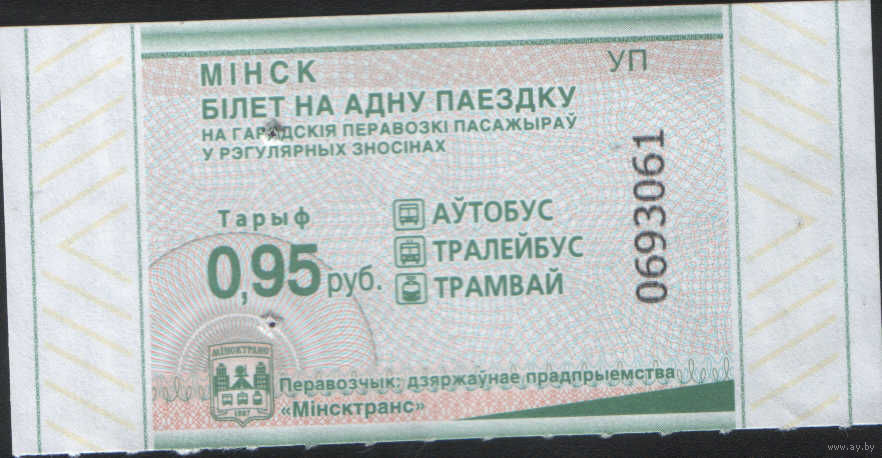 МІНСК
УП
БІЛЕТ НА АДНУ ПАЕЗДКУ
НА ГАРАДСКІЯ ПЕРАВОЗКІ ПАСАЖЫРАЎ
У РЭГУЛЯРНЫХ ЗНОСІНАХ
0693061
Тарыф
0,95 руб.
АЎТОБУС
ТРАЛЕЙБУС
ТРАМВАЙ
МІНСКТРАНС
Перавозчык: дзяржаўнае прадпрыемства
«Мінсктранс»
www.ay.by